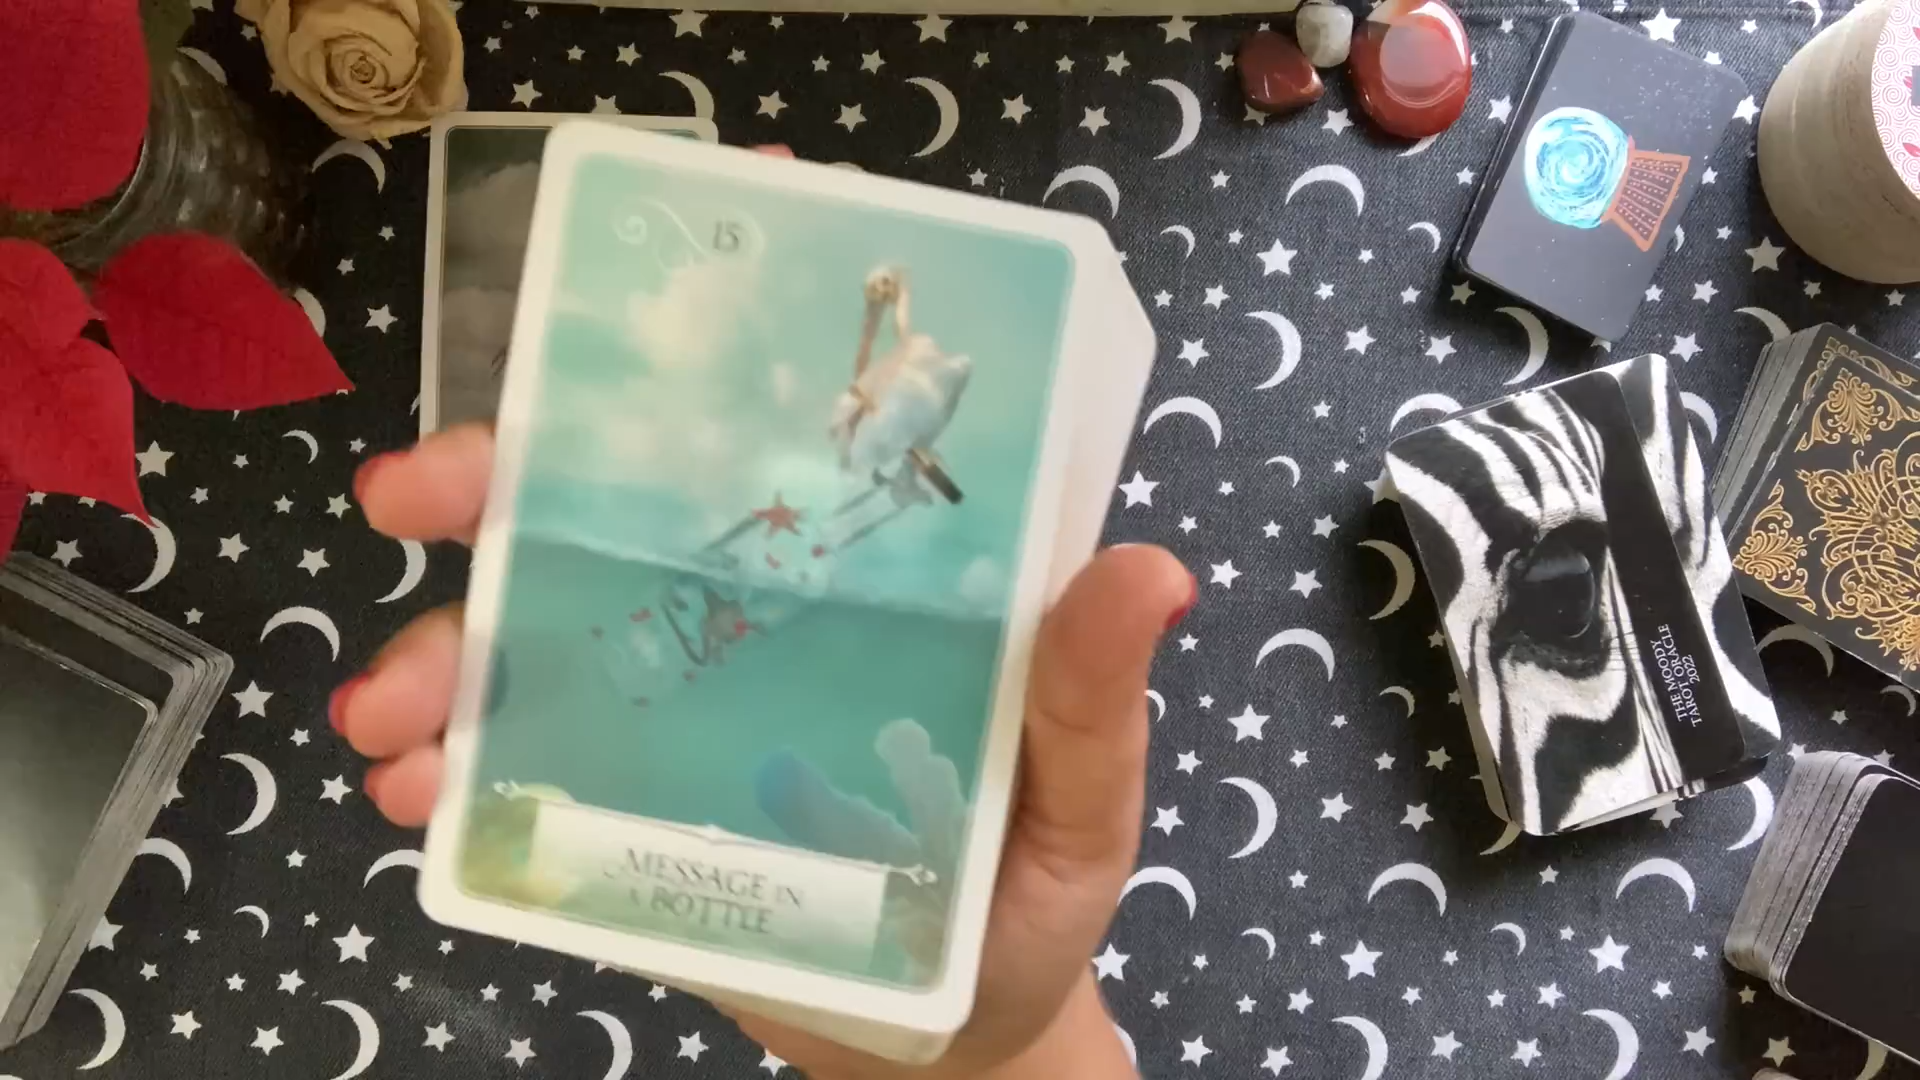 15
MESSAGE IN
A BOTTLE
THE MOODY
TAROT ORACLE
2022